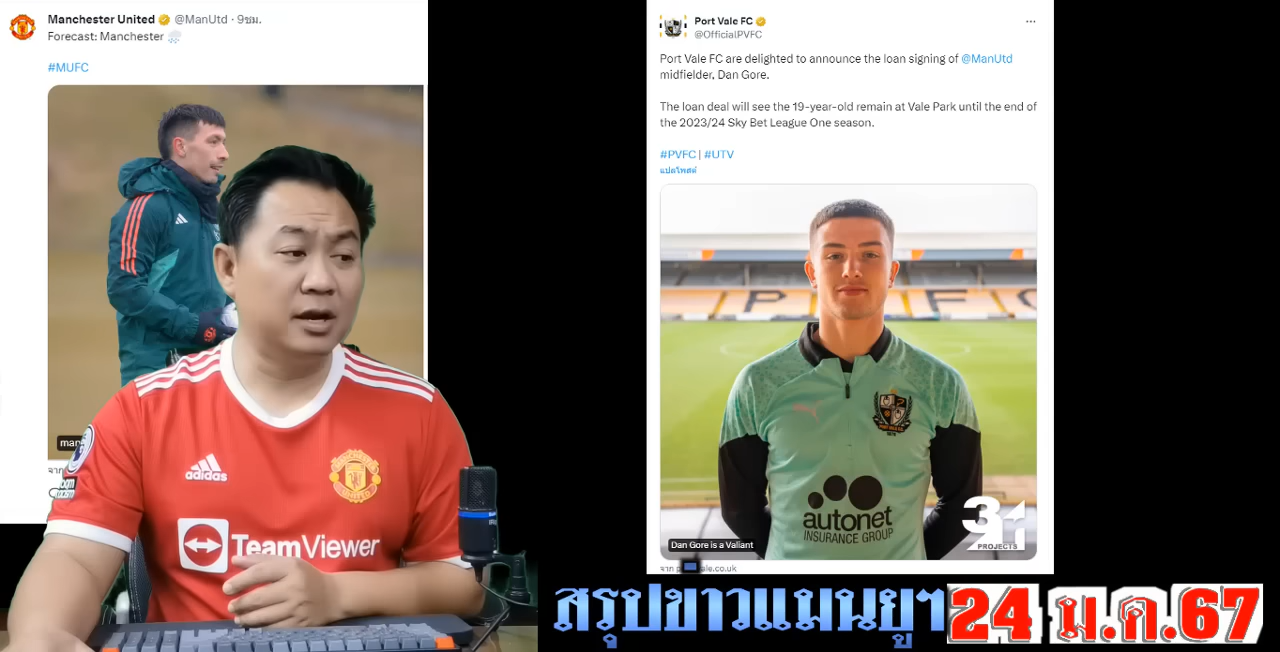 Manchester United @ManUtd · 9ชม.
Forecast: Manchester
#MUFC
adidas
TeamViewer
Port Vale FC
@OfficialPVFC
Port Vale FC are delighted to announce the loan signing of @ManUtd
midfielder, Dan Gore.
The loan deal will see the 19-year-old remain at Vale Park until the end of
the 2023/24 Sky Bet League One season.
#PVFC | #UTV
แปลโพสต์
P F C
autonet
INSURANCE GROUP
31
PROJECTS
Dan Gore is a Valiant
สรุปข่าวแมนยูฯ 24 ม.ค.67